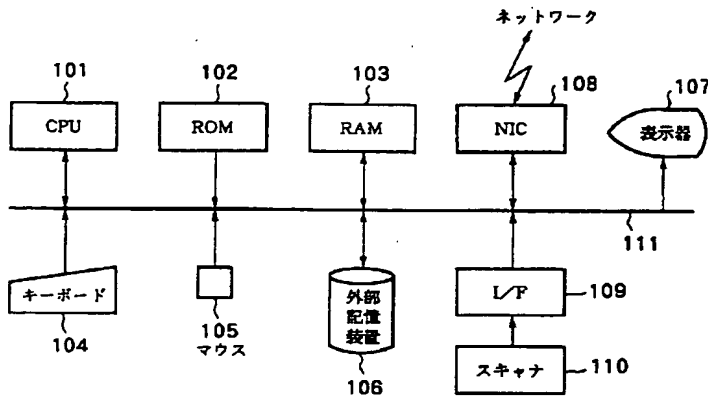 ネットワーク
101
102
103
108
107
CPU
ROM
RAM
NIC
表示器
111
キーボード
104
105
マウス
外部
記憶
装置
106
I/F
109
スキャナ
110